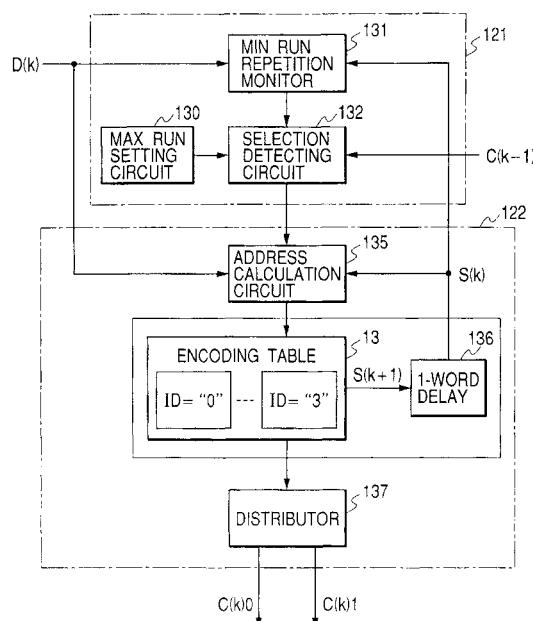 131
MIN RUN
REPETITION
MONITOR
121
D(k)
130
MAX RUN
SETTING
CIRCUIT
132
SELECTION
DETECTING
CIRCUIT
C(k-1)
122
135
ADDRESS
CALCULATION
CIRCUIT
S(k)
13
ENCODING TABLE
ID= "0" --- ID= "3"
S(k+1)
136
1-WORD
DELAY
137
DISTRIBUTOR
C(k)0 C(k)1